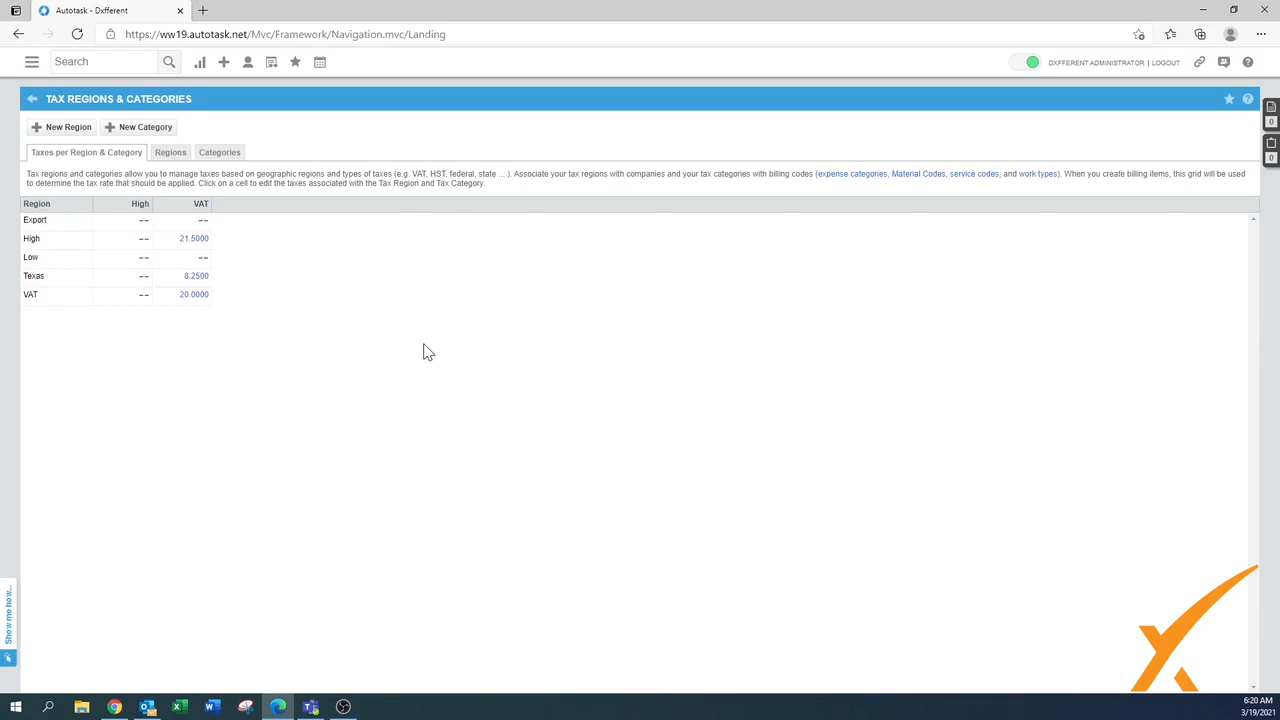 Autotask - Dxfferent
https://ww19.autotask.net/Mvc/Framework/Navigation.mvc/Landing
Search
DXFFERENT ADMINISTRATOR | LOGOUT
TAX REGIONS & CATEGORIES
New Region
New Category
0
Taxes per Region & Category
Regions
Categories
0
Tax regions and categories allow you to manage taxes based on geographic regions and types of taxes (e.g. VAT, HST, federal, state ... ). Associate your tax regions with companies and your tax categories with billing codes (expense categories, Material Codes, service codes, and work types). When you create billing items, this grid will be used
to determine the tax rate that should be applied. Click on a cell to edit the taxes associated with the Tax Region and Tax Category.
Region High VAT
Export -- --
High -- 21.5000
Low -- --
Texas -- 8.2500
VAT -- 20.0000
Show me how...
6:20 AM
3/19/2021